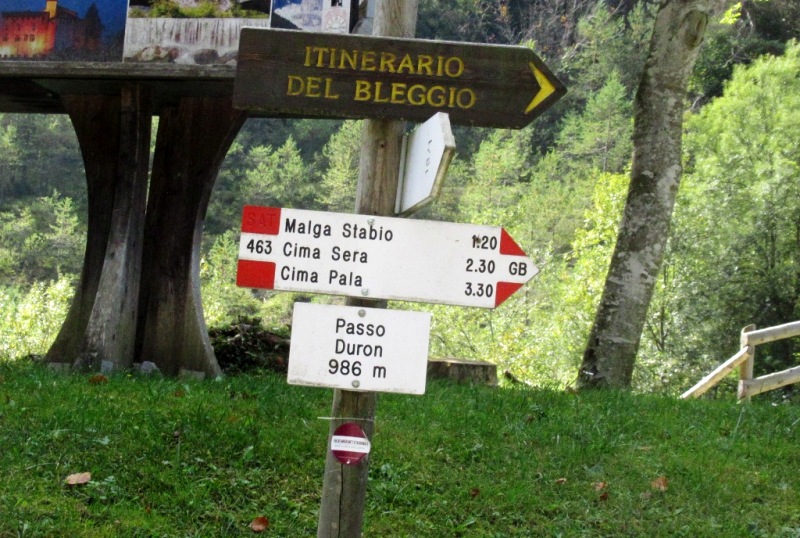 ITINERARIO
DEL BLEGGIO
SAT
463
Malga Stabio 1.20
Cima Sera 2.30 GB
Cima Pala 3.30
Passo
Duron
986 m